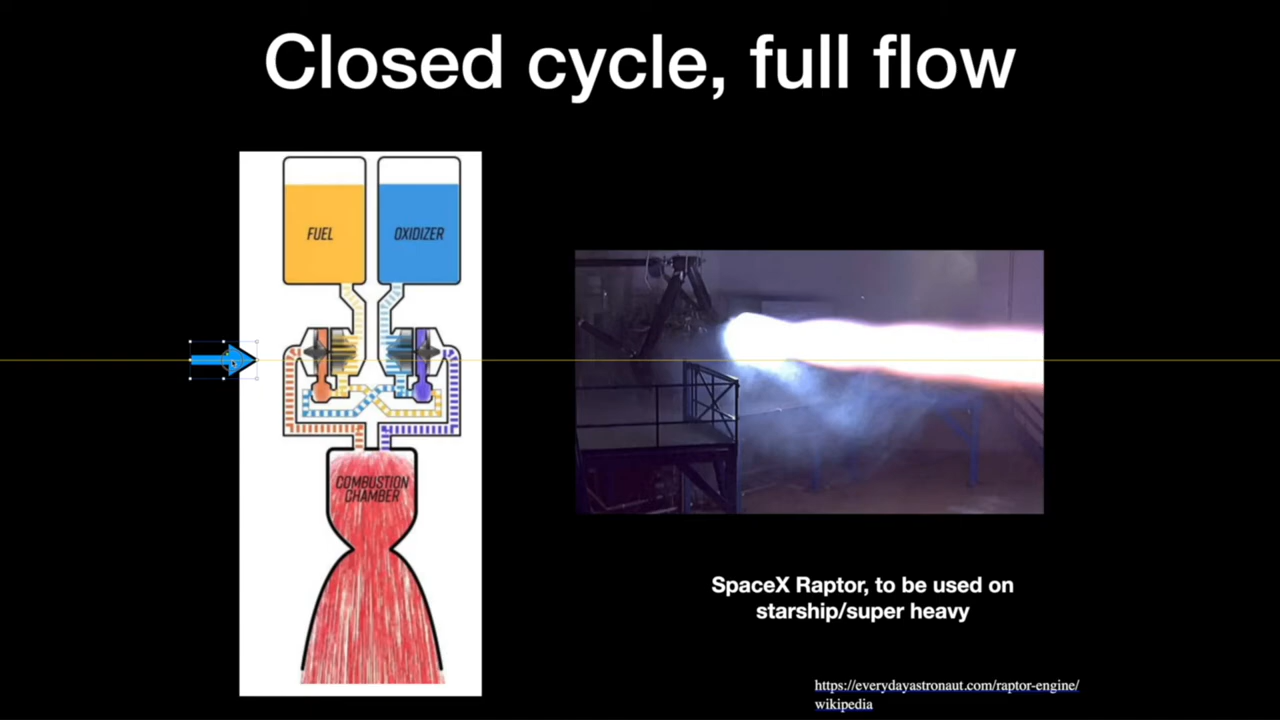 Closed cycle, full flow
FUEL
OXIDIZER
COMBUSTION
CHAMBER
SpaceX Raptor, to be used on
starship/super heavy
https://everydayastronaut.com/raptor-engine/
wikipedia